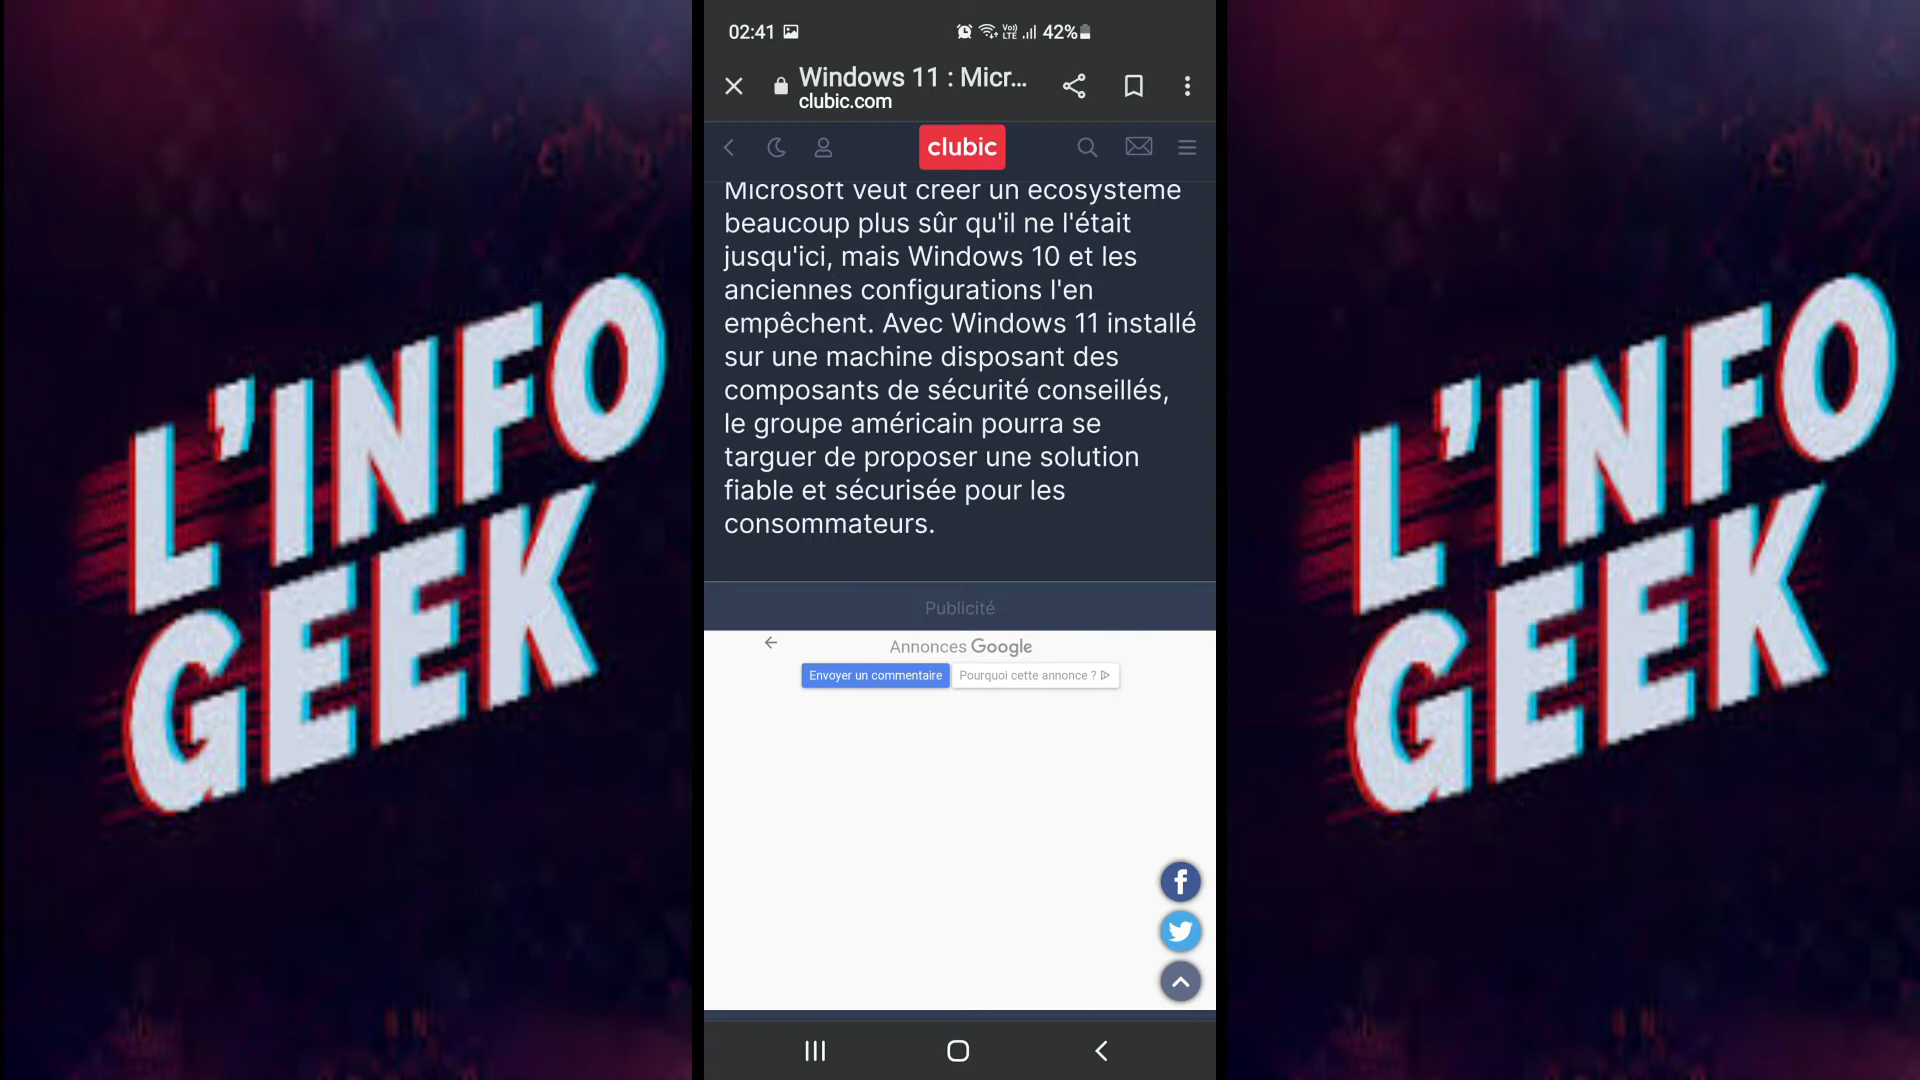 L'INFO
GEEK
02:41
Vo)) LTE
42%
Windows 11 : Micr...
clubic.com
clubic
Microsoft veut créer un écosystème
beaucoup plus sûr qu'il ne l'était
jusqu'ici, mais Windows 10 et les
anciennes configurations l'en
empêchent. Avec Windows 11 installé
sur une machine disposant des
composants de sécurité conseillés,
le groupe américain pourra se
targuer de proposer une solution
fiable et sécurisée pour les
consommateurs.
Publicité
Annonces Google
Envoyer un commentaire
Pourquoi cette annonce ?
L'INFO
GEEK